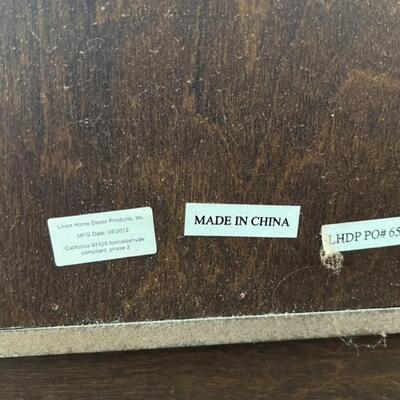 Linon Home Decor Products, Inc.
MFG Date: 08/2012
California 93120 formaldehyde
compliant, phase 2
MADE IN CHINA
LHDP PO# 65